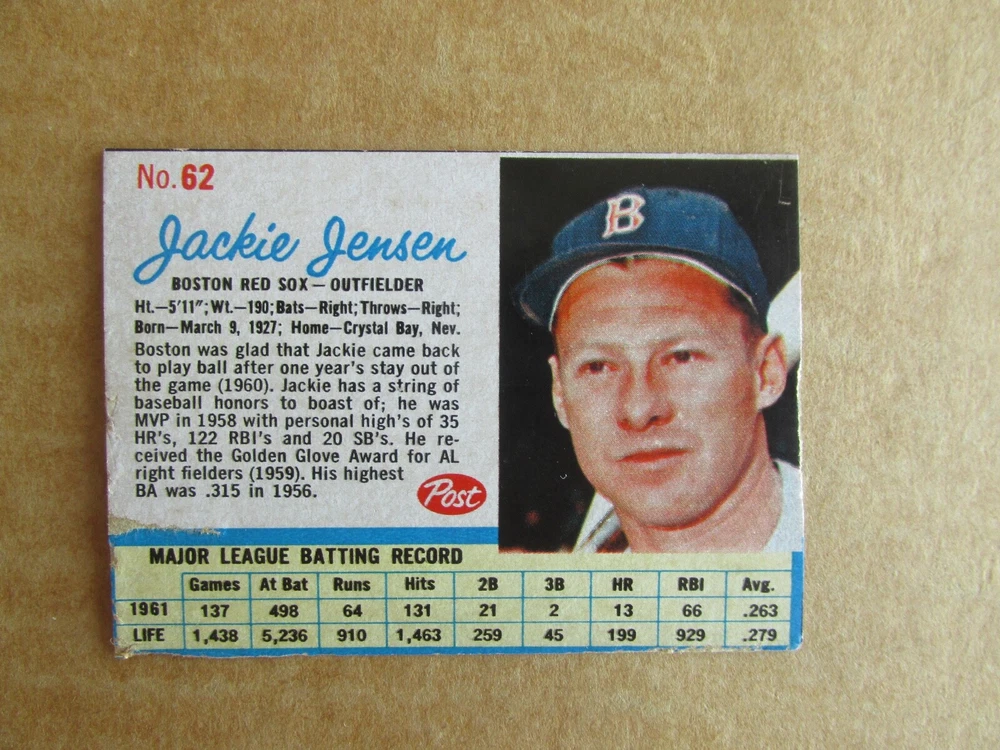 No. 62
Jackie Jensen
BOSTON RED SOX — OUTFIELDER
Ht.—5'11"; Wt.—190; Bats—Right; Throws—Right;
Born—March 9, 1927; Home—Crystal Bay, Nev.
Boston was glad that Jackie came back
to play ball after one year's stay out of
the game (1960). Jackie has a string of
baseball honors to boast of; he was
MVP in 1958 with personal high's of 35
HR's, 122 RBI's and 20 SB's. He re-
ceived the Golden Glove Award for AL
right fielders (1959). His highest
BA was .315 in 1956.
Post
B
MAJOR LEAGUE BATTING RECORD
Games At Bat Runs Hits 2B 3B HR RBI Avg.
1961 137 498 64 131 21 2 13 66 .263
LIFE 1,438 5,236 910 1,463 259 45 199 929 .279